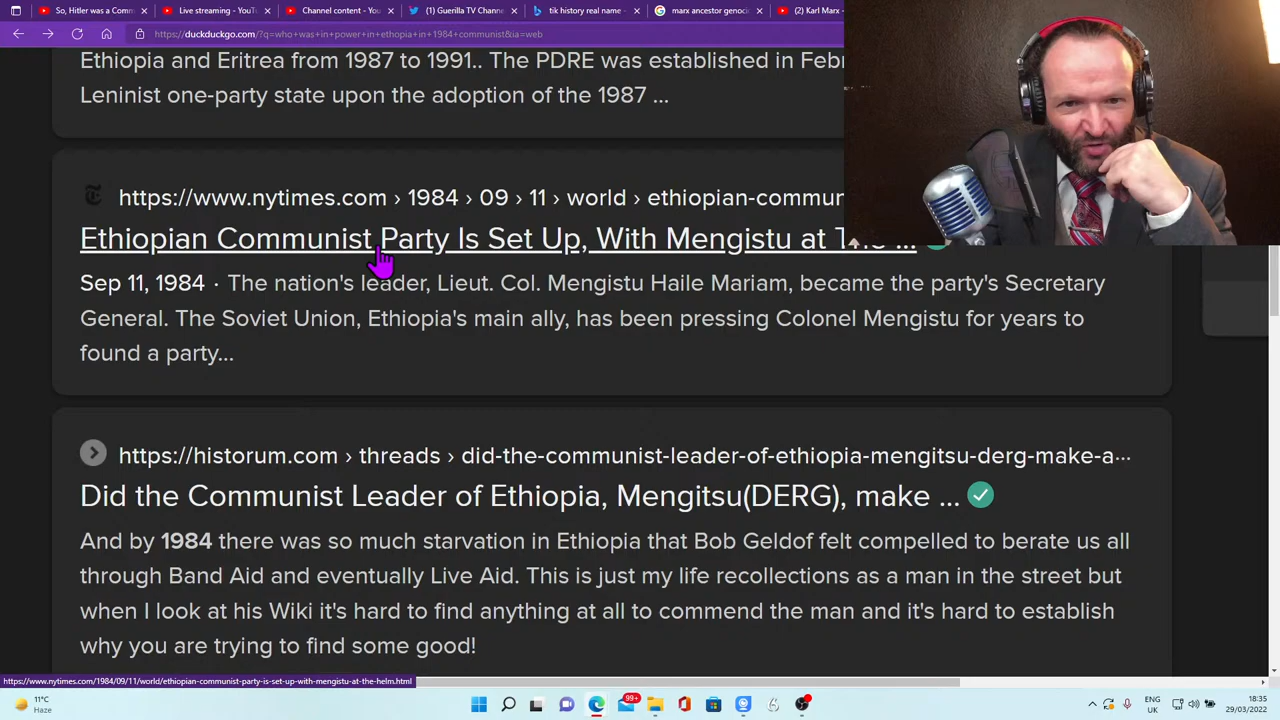 So, Hitler was a Comm
Live streaming - YouT
Channel content - You
(1) Guerilla TV Chann
tik history real name
marx ancestor genoci
(2) Karl Marx
https://duckduckgo.com/?q=who+was+in+power+in+ethopia+in+1984+communist&ia=web
Ethiopia and Eritrea from 1987 to 1991.. The PDRE was established in Febr
Leninist one-party state upon the adoption of the 1987 ...
https://www.nytimes.com › 1984 › 09 › 11 › world › ethiopian-commun
Ethiopian Communist Party Is Set Up, With Mengistu at The ...
Sep 11, 1984 · The nation's leader, Lieut. Col. Mengistu Haile Mariam, became the party's Secretary
General. The Soviet Union, Ethiopia's main ally, has been pressing Colonel Mengistu for years to
found a party...
https://historum.com › threads › did-the-communist-leader-of-ethiopia-mengitsu-derg-make-a...
Did the Communist Leader of Ethiopia, Mengitsu(DERG), make ...
And by 1984 there was so much starvation in Ethiopia that Bob Geldof felt compelled to berate us all
through Band Aid and eventually Live Aid. This is just my life recollections as a man in the street but
when I look at his Wiki it's hard to find anything at all to commend the man and it's hard to establish
why you are trying to find some good!
https://www.nytimes.com/1984/09/11/world/ethiopian-communist-party-is-set-up-with-mengistu-at-the-helm.html
11°C
Haze
99+
ENG
UK
18:35
29/03/2022